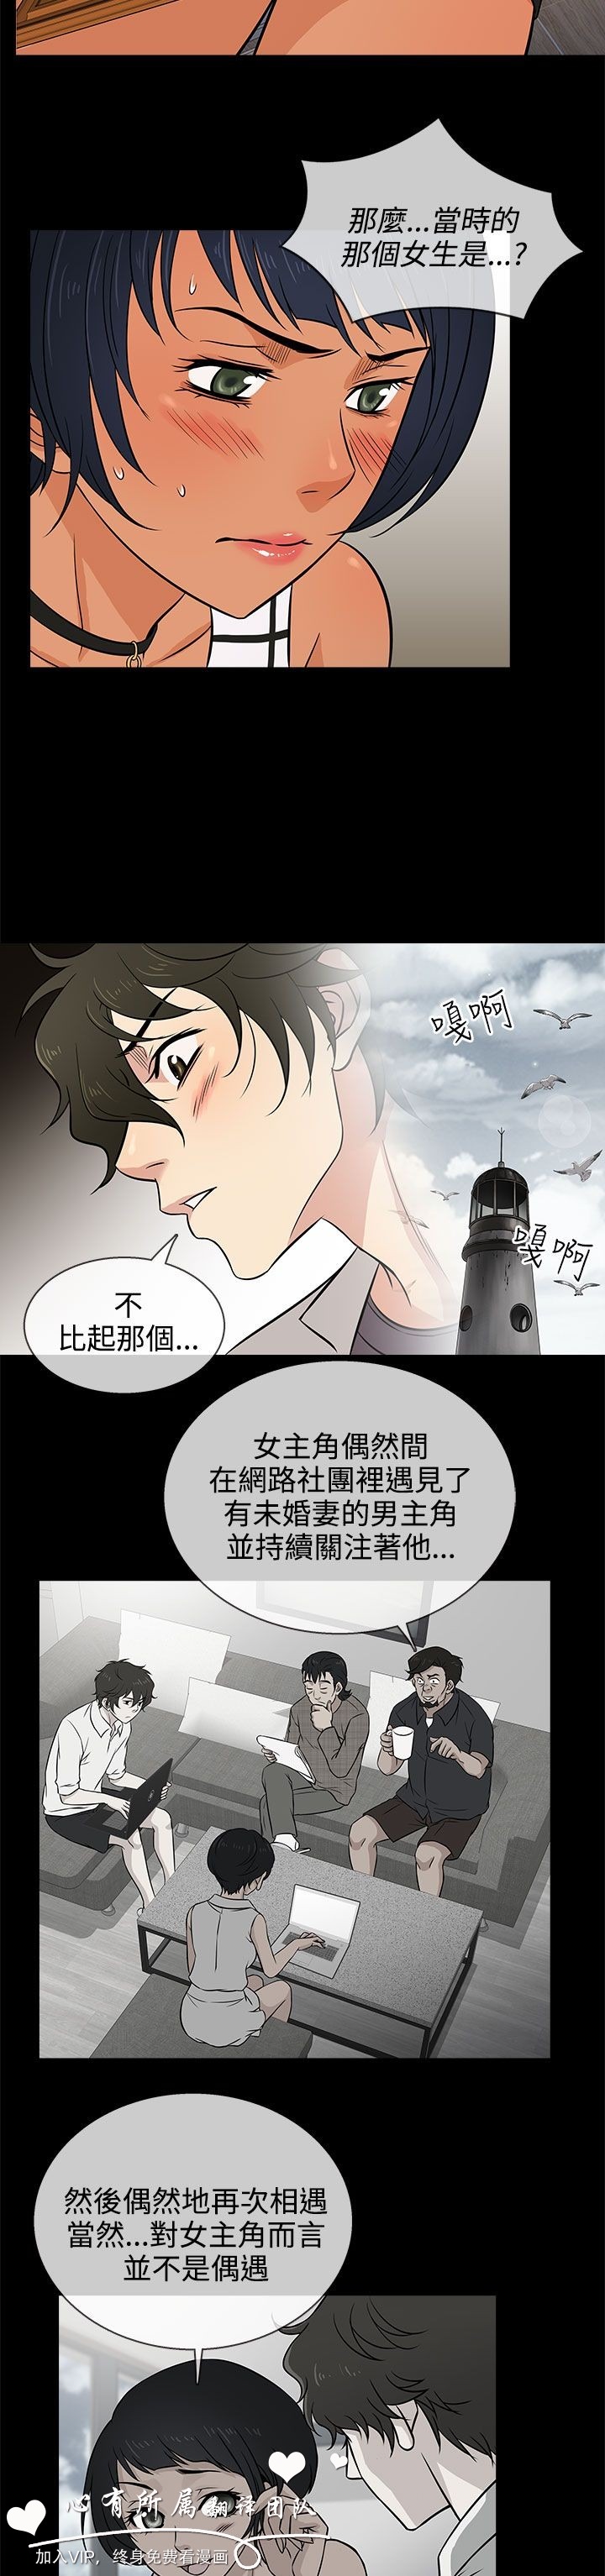 那麼...當時的
那個女生是...?
嘎啊
嘎啊
不
比起那個...
女主角偶然間
在網路社團裡遇見了
有未婚妻的男主角
並持續關注著他...
然後偶然地再次相遇
當然...對女主角而言
並不是偶遇
心有所属翻译团队
加入VIP，终身免费看漫画